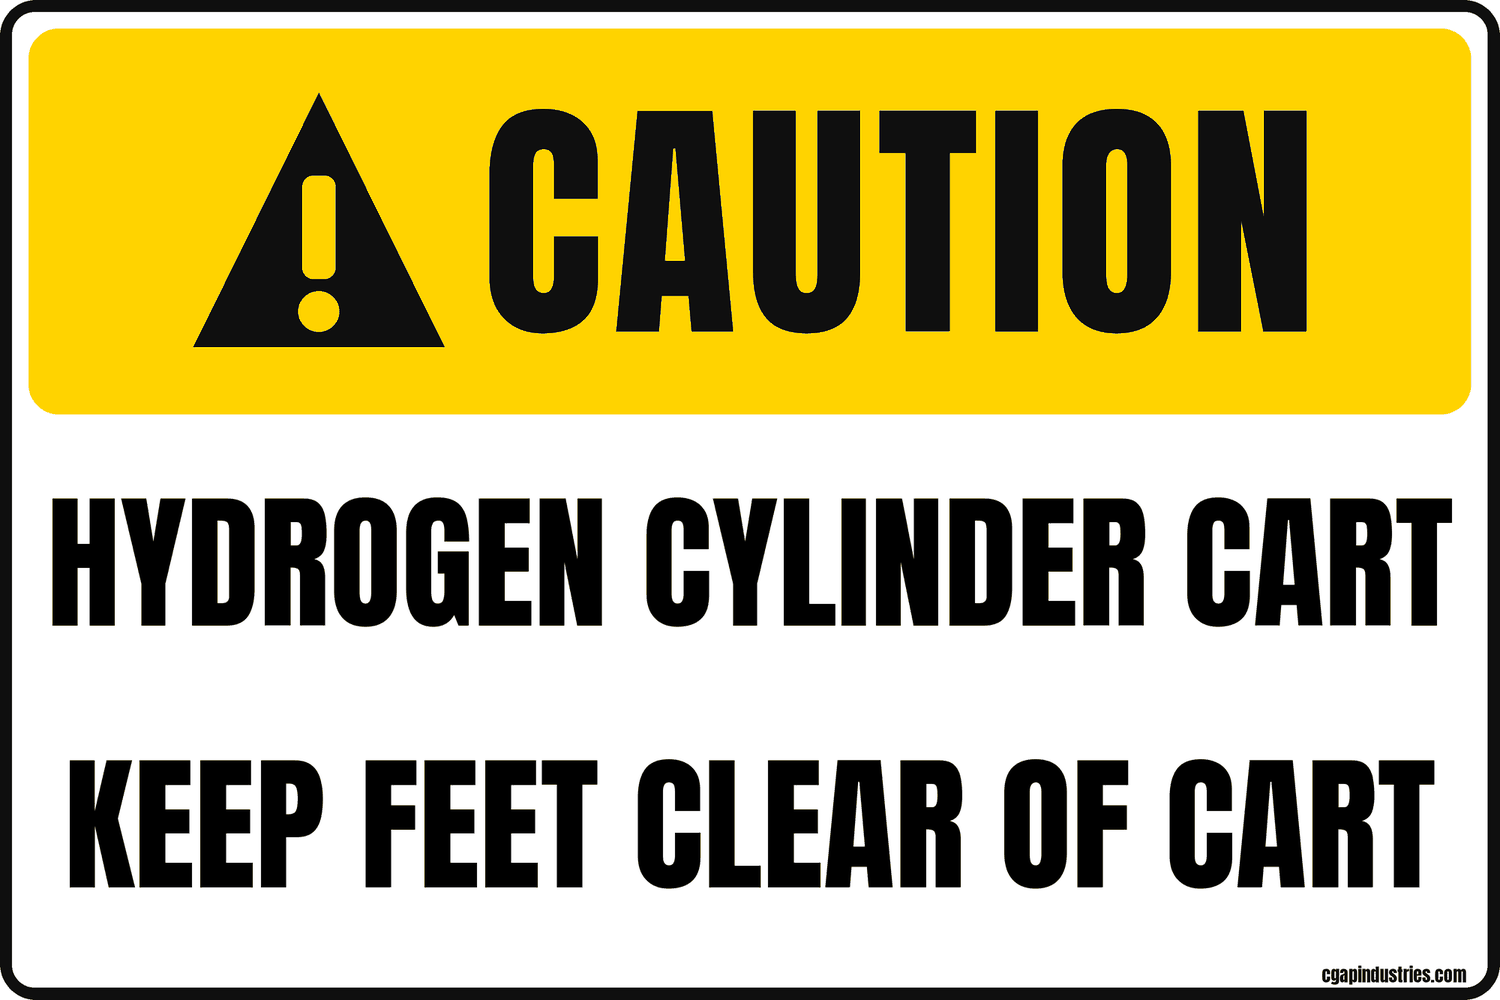 CAUTION
HYDROGEN CYLINDER CART
KEEP FEET CLEAR OF CART
cgapindustries.com